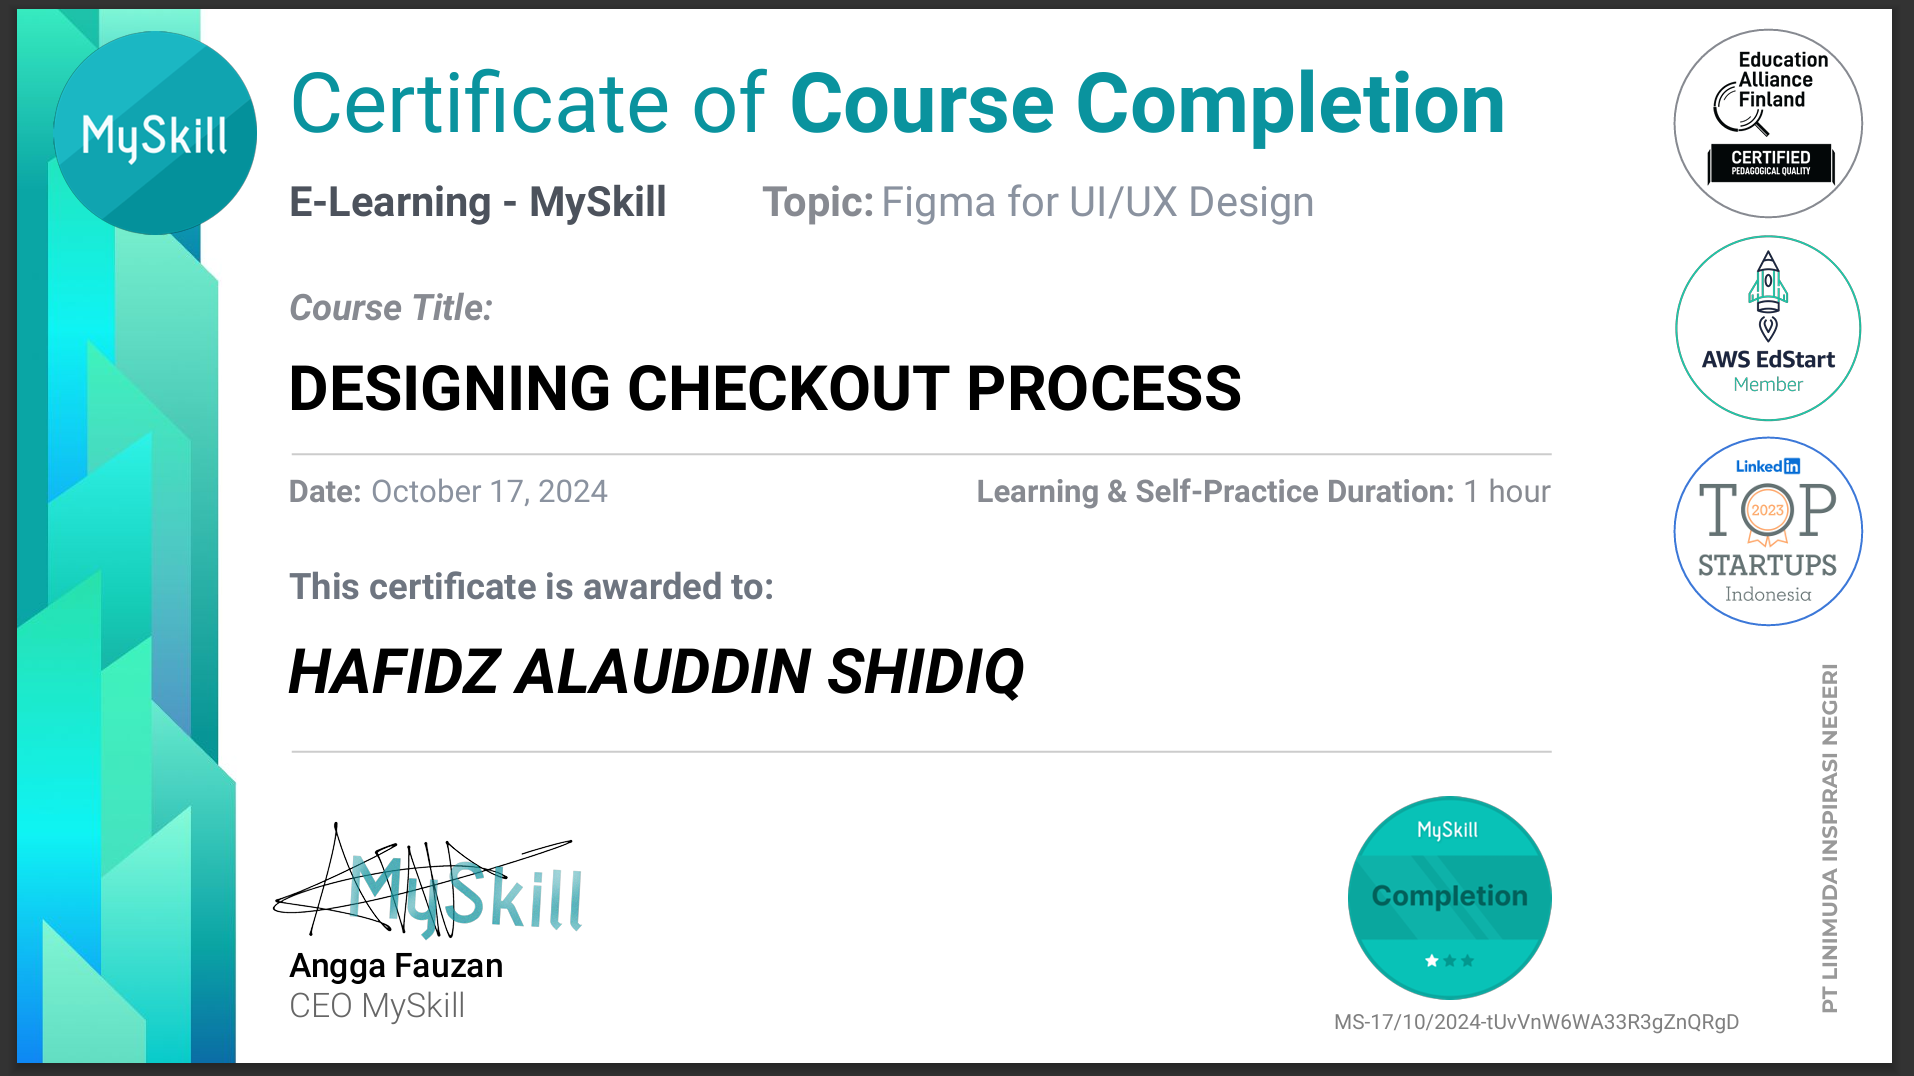 MySkill
Certificate of Course Completion
E-Learning - MySkill
Topic: Figma for UI/UX Design
Course Title:
DESIGNING CHECKOUT PROCESS
Date: October 17, 2024
Learning & Self-Practice Duration: 1 hour
This certificate is awarded to:
HAFIDZ ALAUDDIN SHIDIQ
MySkill
Angga Fauzan
CEO MySkill
MySkill
Completion
MS-17/10/2024-tUvVnW6WA33R3gZnQRgD
Education
Alliance
Finland
CERTIFIED
PEDAGOGICAL QUALITY
AWS EdStart
Member
Linked in
TOP
2023
STARTUPS
Indonesia
PT LINIMUDA INSPIRASI NEGERI